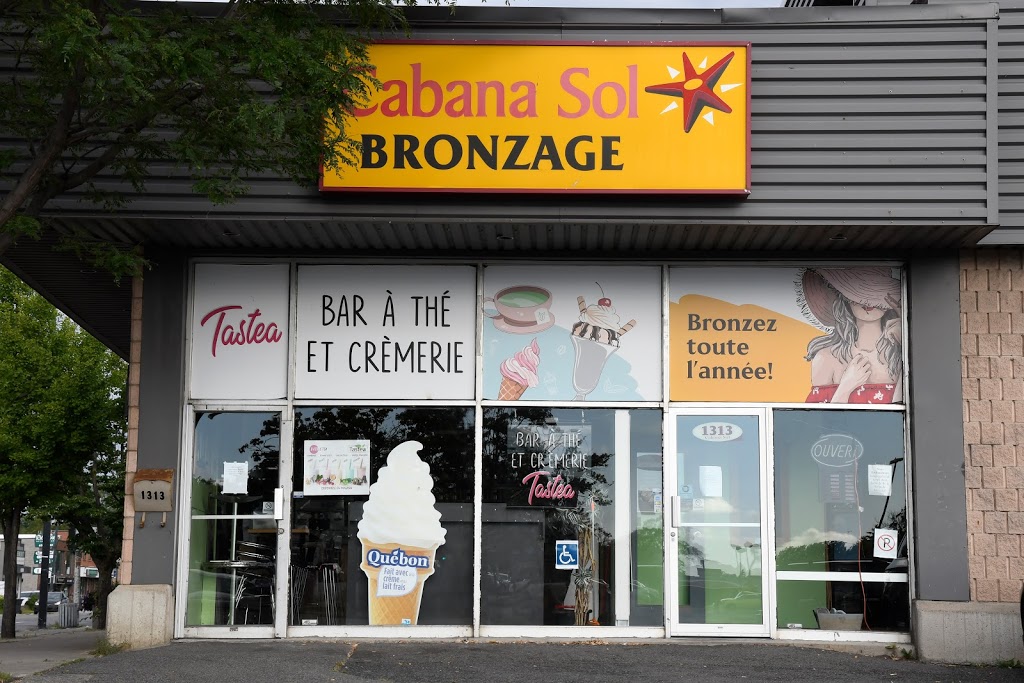 Cabana Sol
BRONZAGE
Tastea
BAR À THÉ
ET CRÈMERIE
Bronzez
toute
l'année!
1313
OUVERT
BAR À THÉ
ET CRÈMERIE
Tastea
Québon
Fait avec
crème
lait frais
1313
P